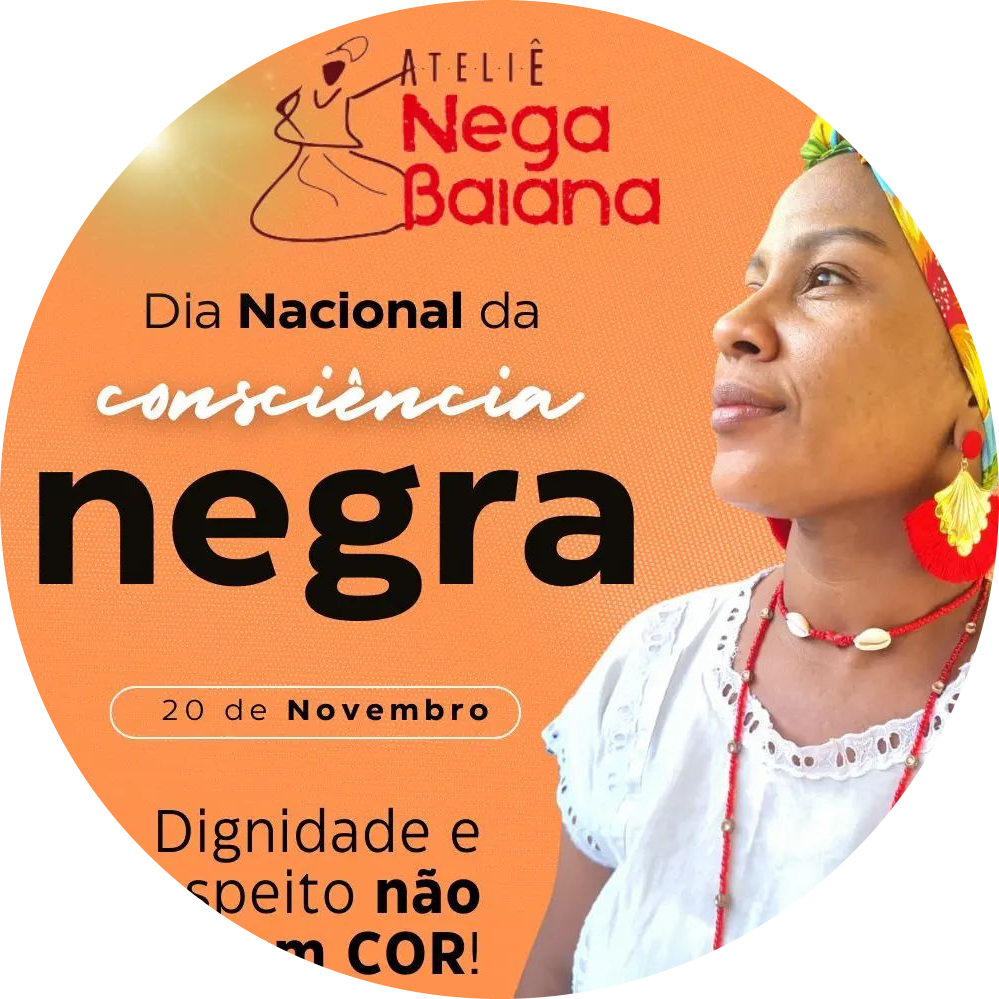 ATELIÊ
Nega
Baiana
Dia Nacional da
consciência
negra
20 de Novembro
Dignidade e
não
COR!